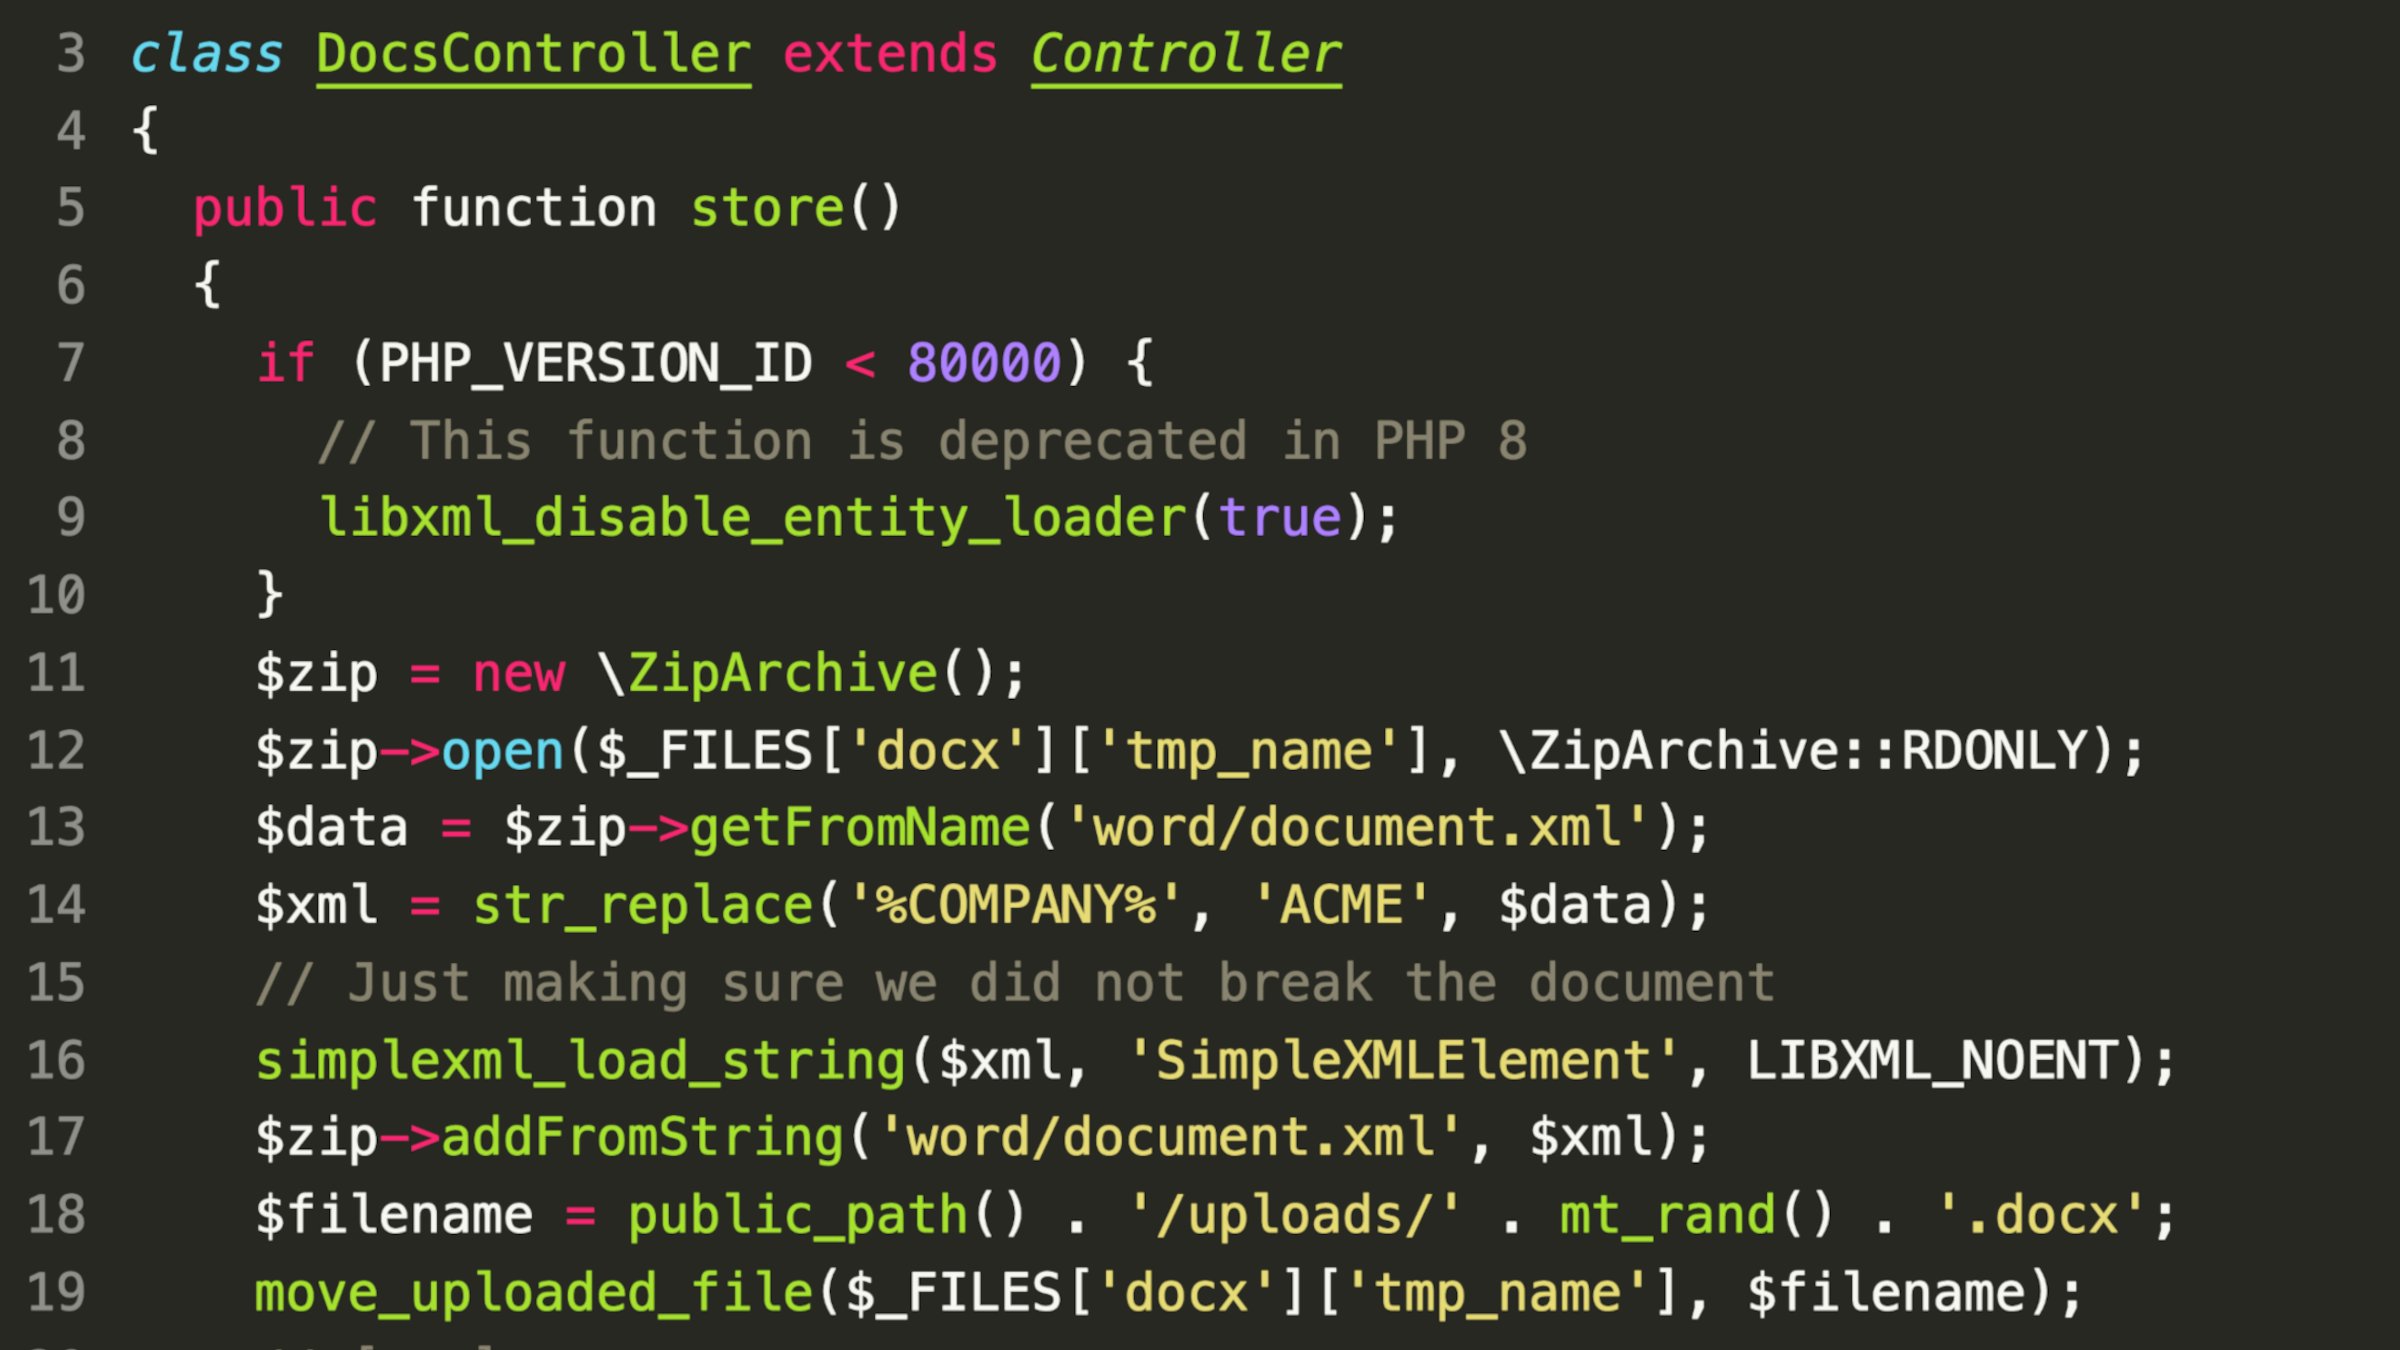 3 class DocsController extends Controller
4 {
5 public function store()
6 {
7 if (PHP_VERSION_ID < 80000) {
8 // This function is deprecated in PHP 8
9 libxml_disable_entity_loader(true);
10 }
11 $zip = new \ZipArchive();
12 $zip->open($_FILES['docx']['tmp_name'], \ZipArchive::RDONLY);
13 $data = $zip->getFromName('word/document.xml');
14 $xml = str_replace('%COMPANY%', 'ACME', $data);
15 // Just making sure we did not break the document
16 simplexml_load_string($xml, 'SimpleXMLElement', LIBXML_NOENT);
17 $zip->addFromString('word/document.xml', $xml);
18 $filename = public_path() . '/uploads/' . mt_rand() . '.docx';
19 move_uploaded_file($_FILES['docx']['tmp_name'], $filename);